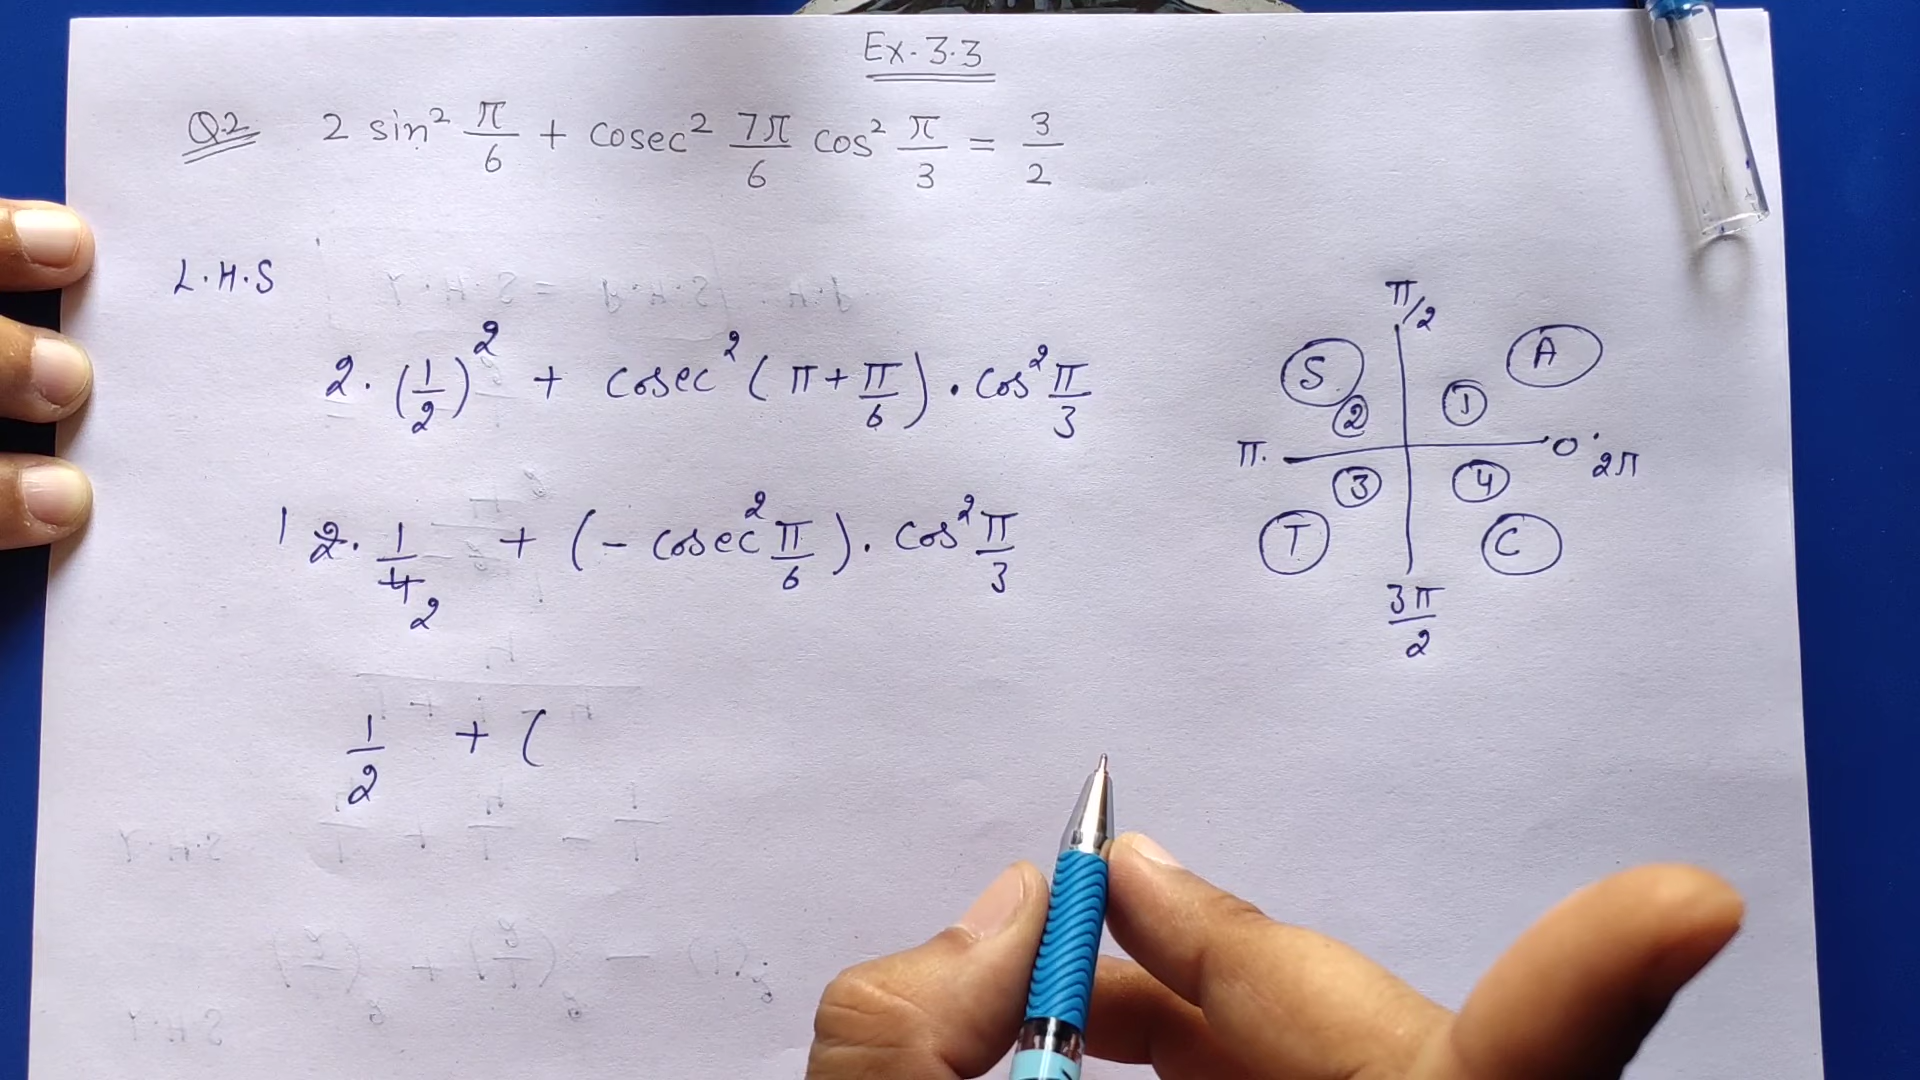 Ex. 3.3
Q.2 2 sin² π/6 + cosec² 7π/6 cos² π/3 = 3/2
L.H.S
2. (1/2)² + cosec² (π + π/6) . cos² π/3
1 2. 1/4 2 + (- cosec² π/6) . cos² π/3
1/2 + (
π/2
S A
2 1
π 0 2π
3 4
T C
3π/2